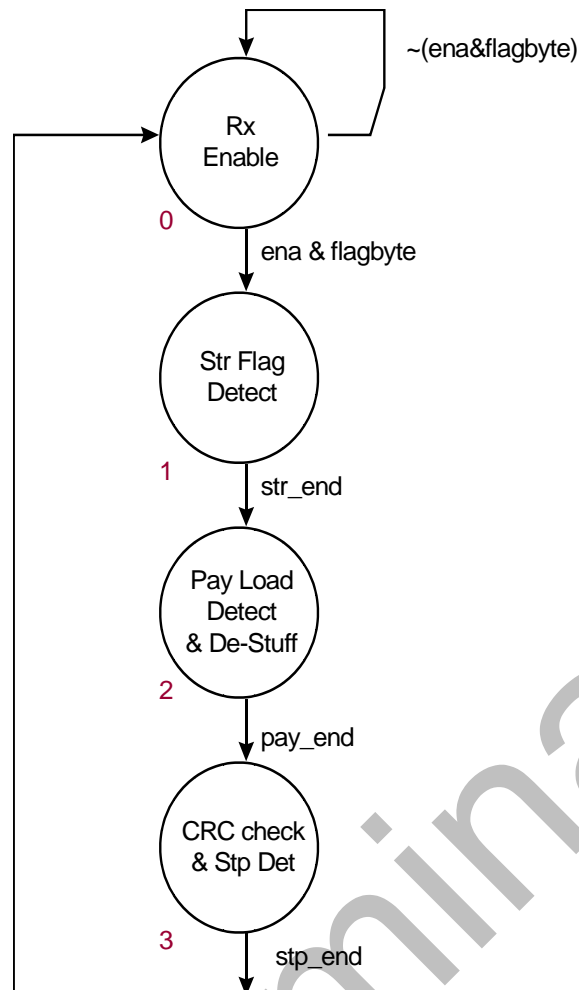 ~(ena&flagbyte)
Rx
Enable
0
ena & flagbyte
Str Flag
Detect
1
str_end
Pay Load
Detect
& De-Stuff
2
pay_end
CRC check
& Stp Det
3
stp_end